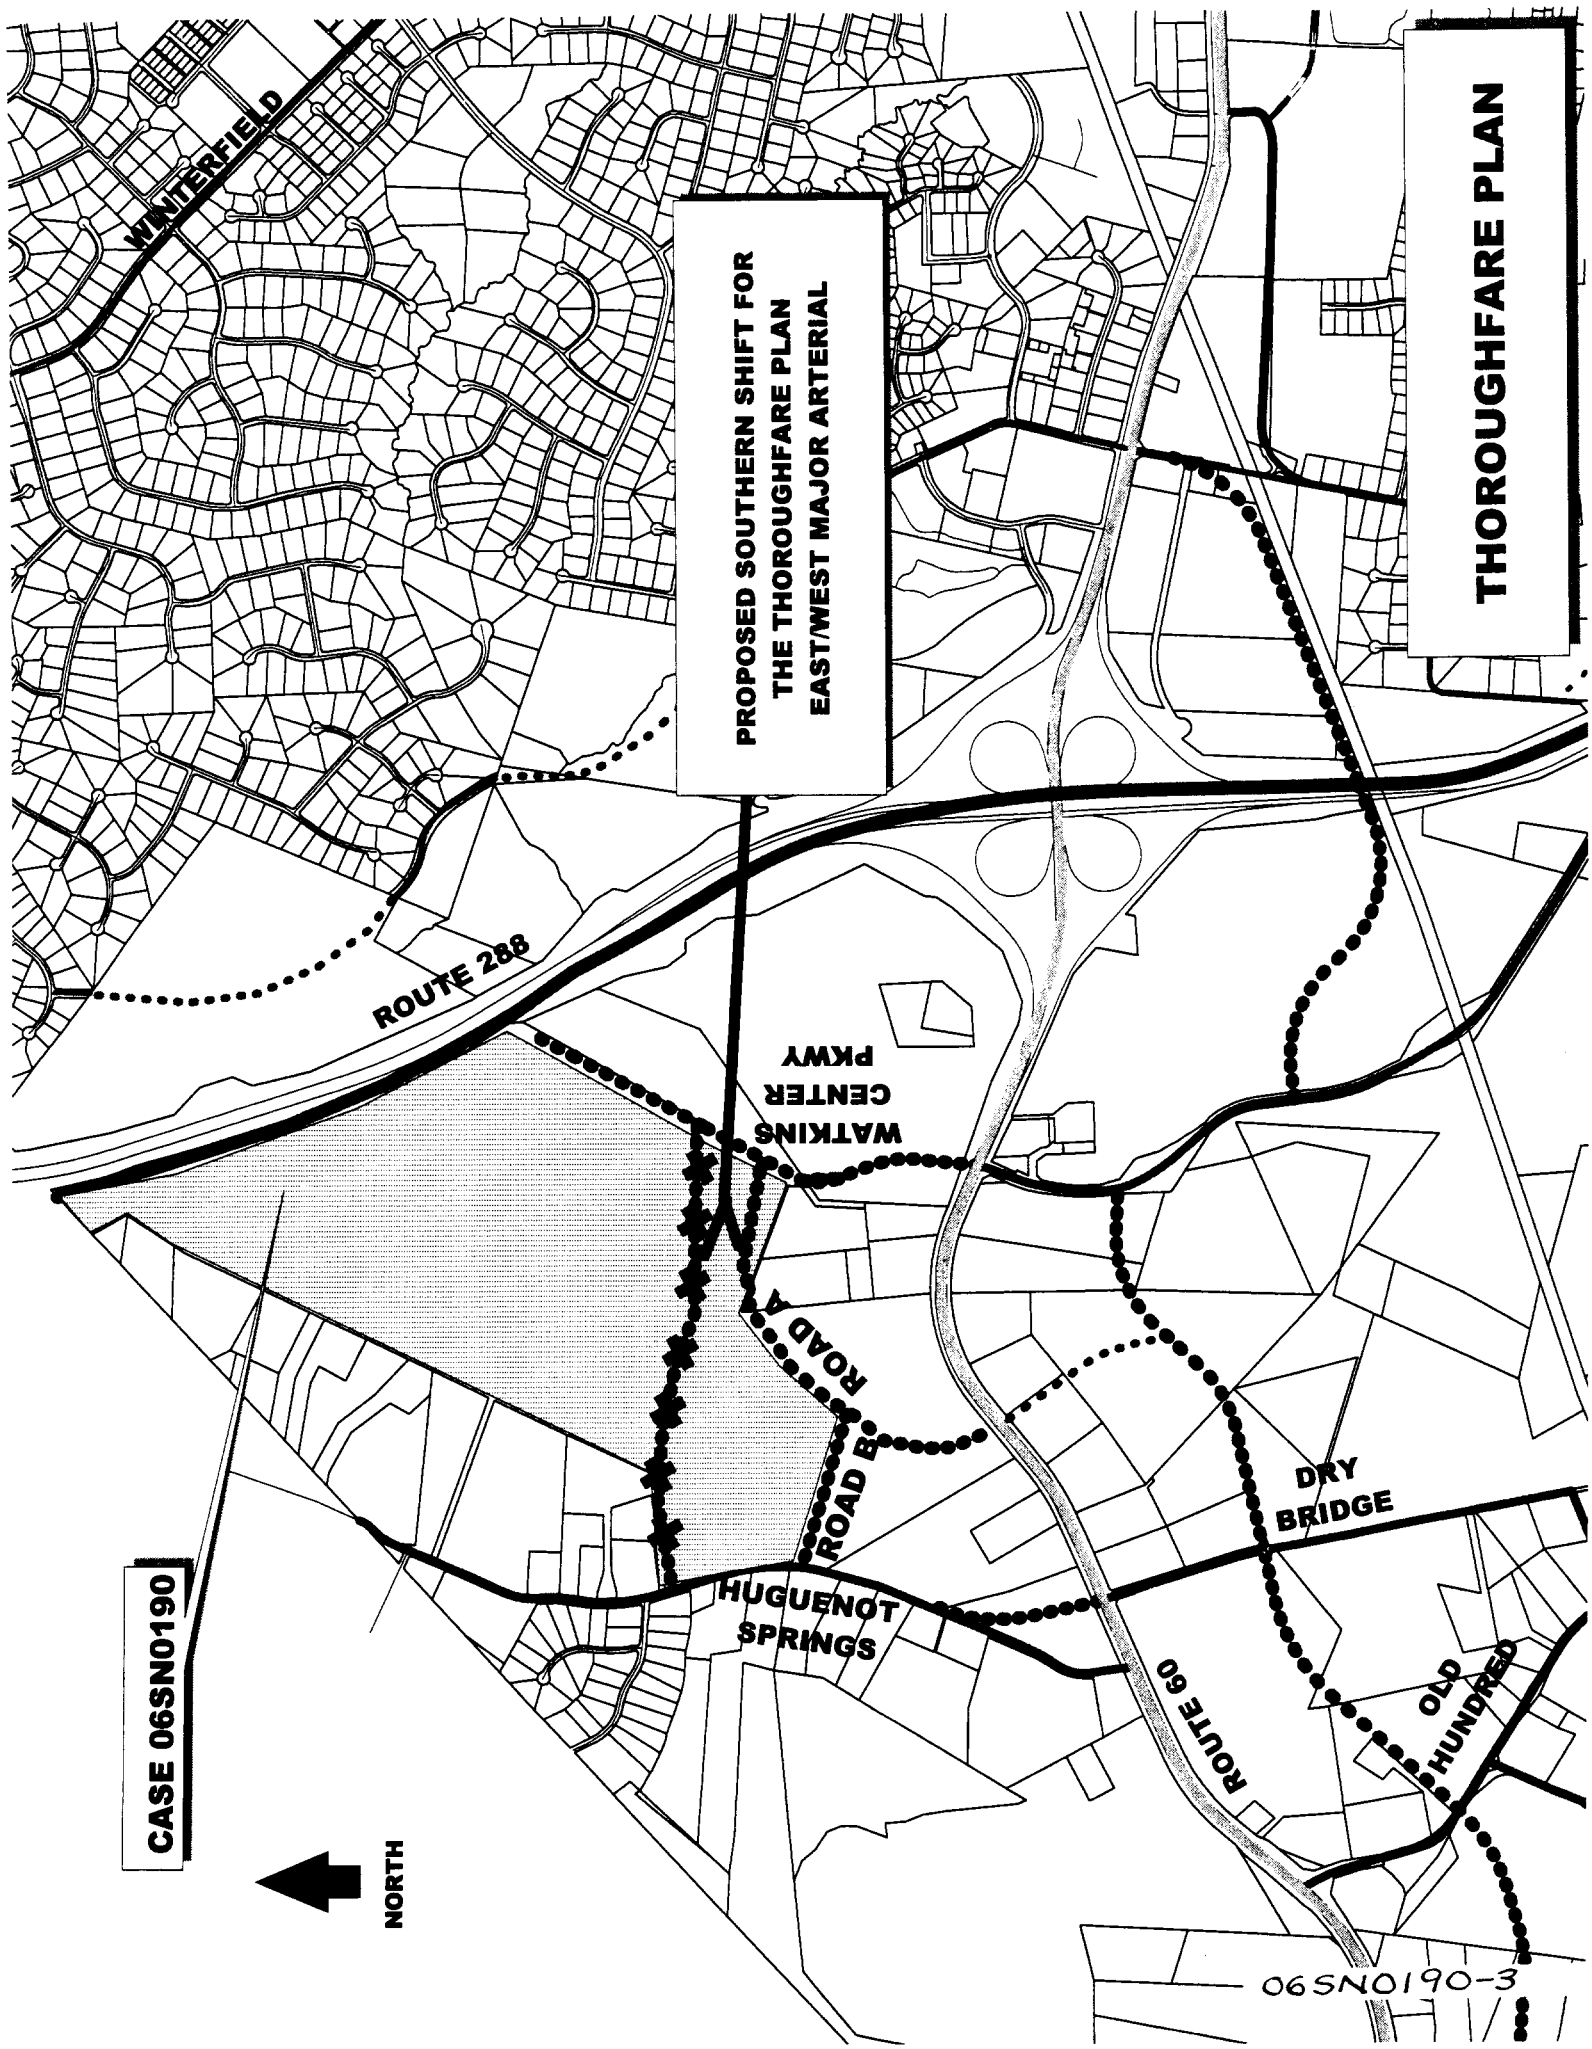 CASE 06SN0190
NORTH
WINTERFIELD
PROPOSED SOUTHERN SHIFT FOR
THE THOROUGHFARE PLAN
EAST/WEST MAJOR ARTERIAL
ROUTE 288
WATKINS
CENTER
PKWY
ROAD A
ROAD B
HUGUENOT
SPRINGS
ROUTE 60
DRY
BRIDGE
OLD
HUNDRED
THOROUGHFARE PLAN
06SN0190-3